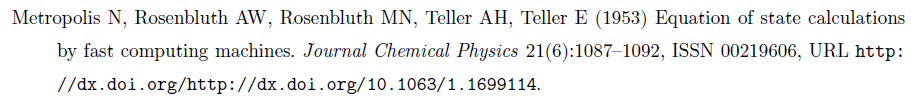 Metropolis N, Rosenbluth AW, Rosenbluth MN, Teller AH, Teller E (1953) Equation of state calculations
by fast computing machines. Journal Chemical Physics 21(6):1087–1092, ISSN 00219606, URL http:
//dx.doi.org/http://dx.doi.org/10.1063/1.1699114.